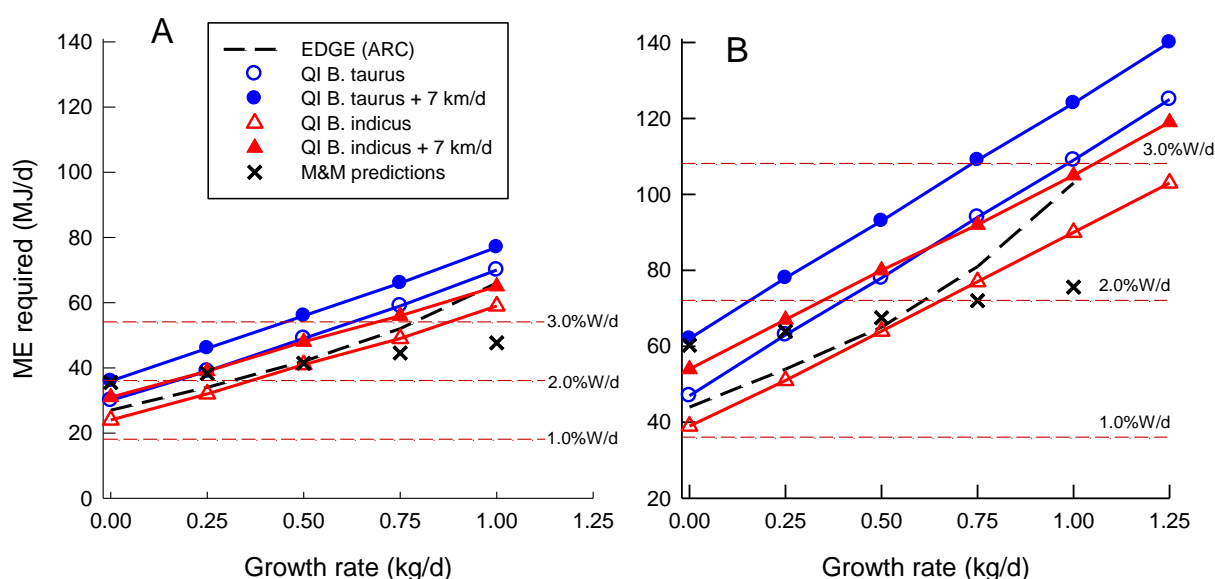 A
EDGE (ARC)
QI B. taurus
QI B. taurus + 7 km/d
QI B. indicus
QI B. indicus + 7 km/d
M&M predictions
ME required (MJ/d)
140
120
100
80
60
40
20
0
3.0%W/d
2.0%W/d
1.0%W/d
0.00 0.25 0.50 0.75 1.00 1.25
Growth rate (kg/d)
B
140
120
100
80
60
40
20
3.0%W/d
2.0%W/d
1.0%W/d
0.00 0.25 0.50 0.75 1.00 1.25
Growth rate (kg/d)